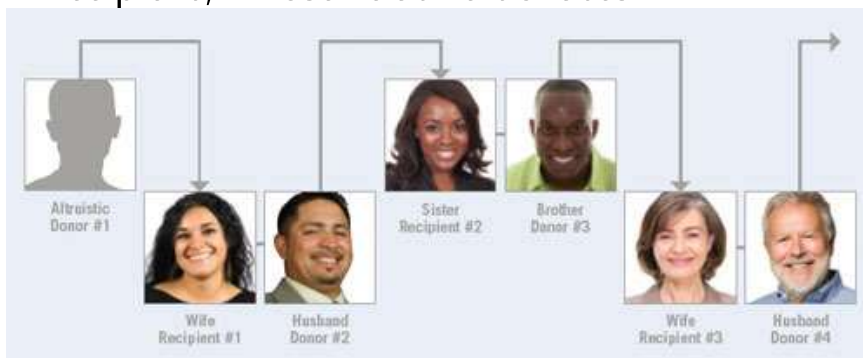 Altruistic
Donor #1
Wife
Recipient #1
Husband
Donor #2
Sister
Recipient #2
Brother
Donor #3
Wife
Recipient #3
Husband
Donor #4